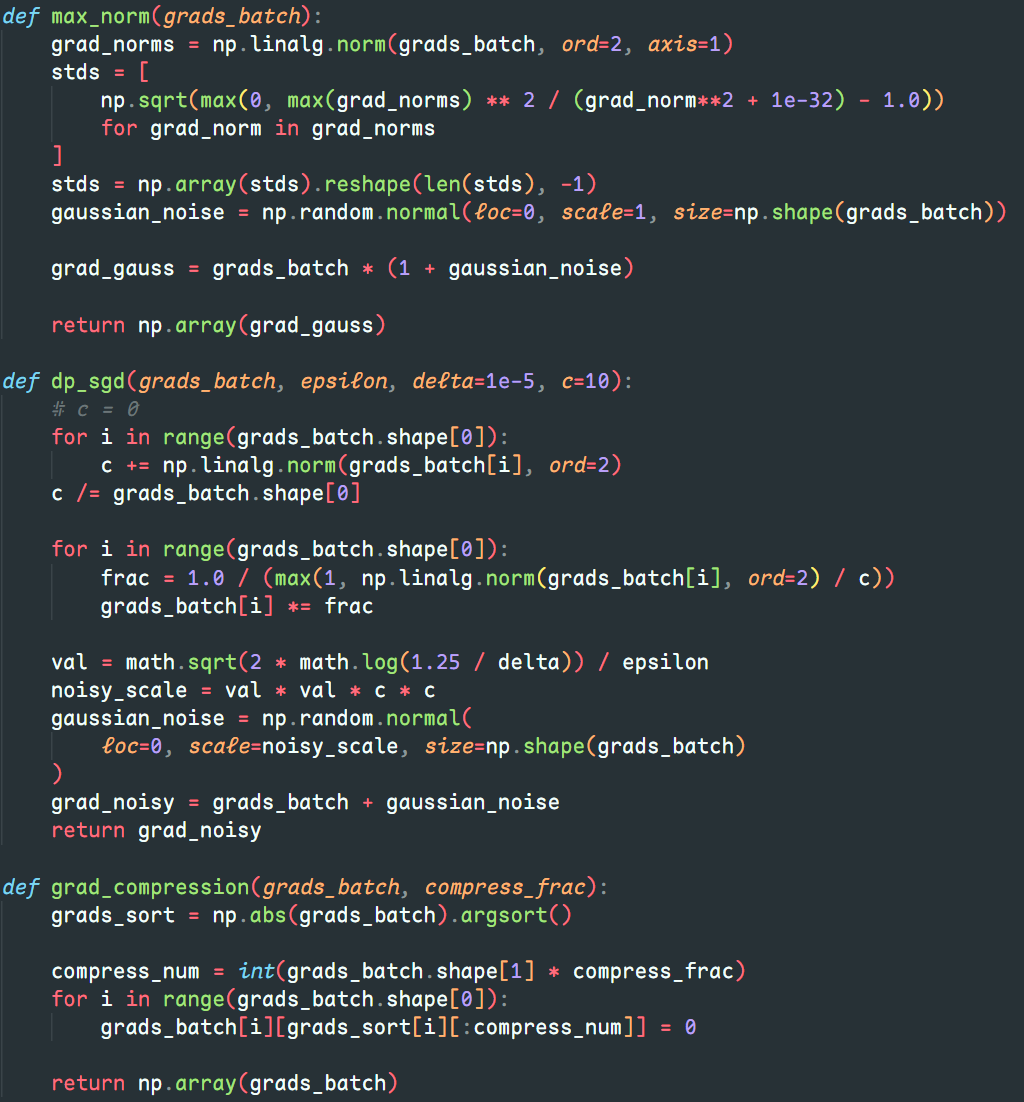 def max_norm(grads_batch):
    grad_norms = np.linalg.norm(grads_batch, ord=2, axis=1)
    stds = [
        np.sqrt(max(0, max(grad_norms) ** 2 / (grad_norm**2 + 1e-32) - 1.0))
        for grad_norm in grad_norms
    ]
    stds = np.array(stds).reshape(len(stds), -1)
    gaussian_noise = np.random.normal(loc=0, scale=1, size=np.shape(grads_batch))

    grad_gauss = grads_batch * (1 + gaussian_noise)

    return np.array(grad_gauss)

def dp_sgd(grads_batch, epsilon, delta=1e-5, c=10):
    # c = 0
    for i in range(grads_batch.shape[0]):
        c += np.linalg.norm(grads_batch[i], ord=2)
    c /= grads_batch.shape[0]

    for i in range(grads_batch.shape[0]):
        frac = 1.0 / (max(1, np.linalg.norm(grads_batch[i], ord=2) / c))
        grads_batch[i] *= frac

    val = math.sqrt(2 * math.log(1.25 / delta)) / epsilon
    noisy_scale = val * val * c * c
    gaussian_noise = np.random.normal(
        loc=0, scale=noisy_scale, size=np.shape(grads_batch)
    )
    grad_noisy = grads_batch + gaussian_noise
    return grad_noisy

def grad_compression(grads_batch, compress_frac):
    grads_sort = np.abs(grads_batch).argsort()

    compress_num = int(grads_batch.shape[1] * compress_frac)
    for i in range(grads_batch.shape[0]):
        grads_batch[i][grads_sort[i][:compress_num]] = 0

    return np.array(grads_batch)